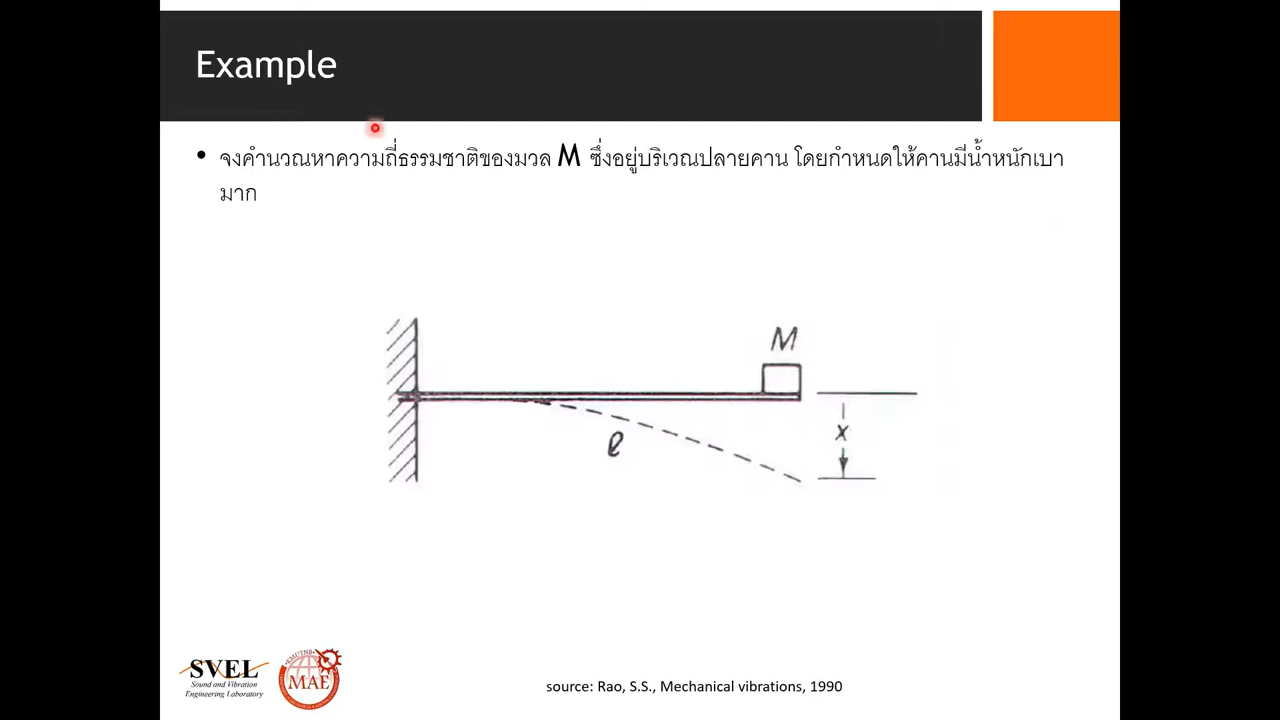 Example
• จงคำนวณหาความถี่ธรรมชาติของมวล M ซึ่งอยู่บริเวณปลายคาน โดยกำหนดให้คานมีน้ำหนักเบา
มาก
M
x
ℓ
SVEL
Sound and Vibration
Engineering Laboratory
KMUTNB
MAE
source: Rao, S.S., Mechanical vibrations, 1990